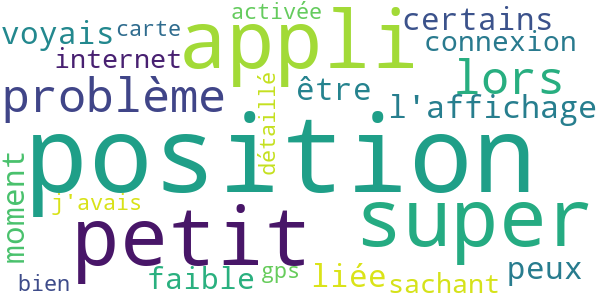 voyais
carte
activée
certains
internet
appli
connexion
problème
être
lors
l'affichage
détaillé
position
moment
j'avais
petit
super
bien
faible
gps
liée
sachant
peux